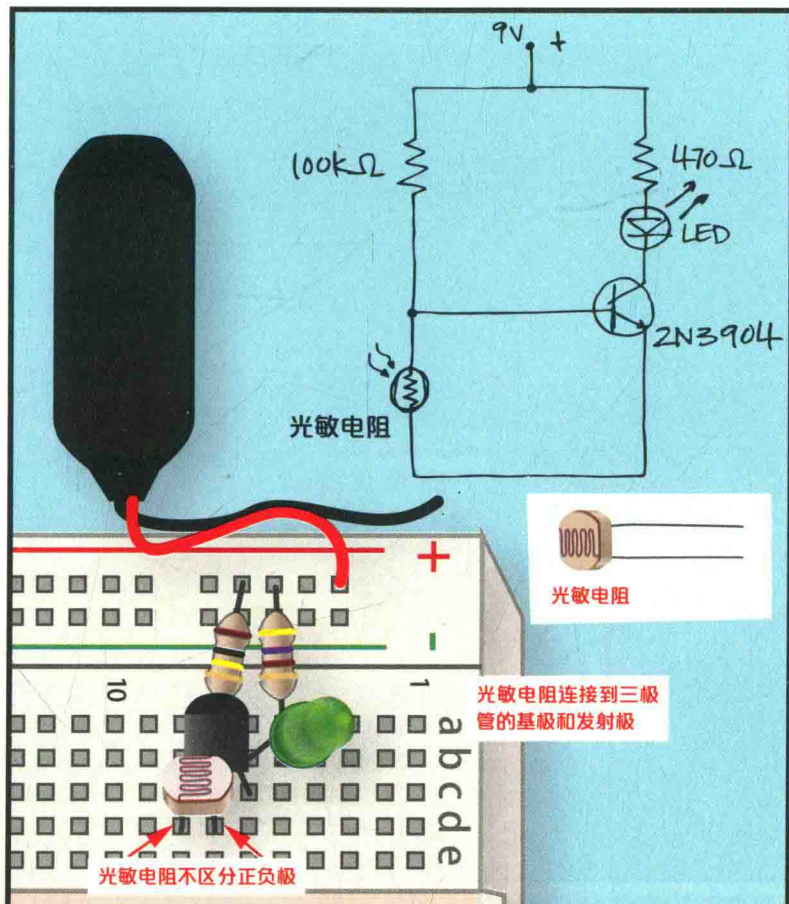 9V +
100kΩ
470Ω
LED
2N3904
光敏电阻
+
光敏电阻
-
10
1
光敏电阻连接到三极
管的基极和发射极
a
b
c
d
e
光敏电阻不区分正负极